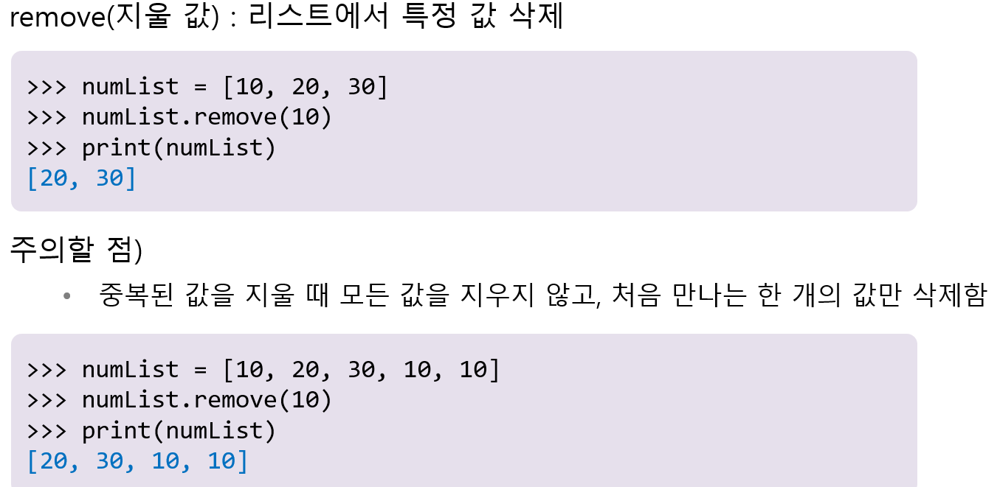 remove(지울 값) : 리스트에서 특정 값 삭제
>>> numList = [10, 20, 30]
>>> numList.remove(10)
>>> print(numList)
[20, 30]
주의할 점)
• 중복된 값을 지울 때 모든 값을 지우지 않고, 처음 만나는 한 개의 값만 삭제함
>>> numList = [10, 20, 30, 10, 10]
>>> numList.remove(10)
>>> print(numList)
[20, 30, 10, 10]